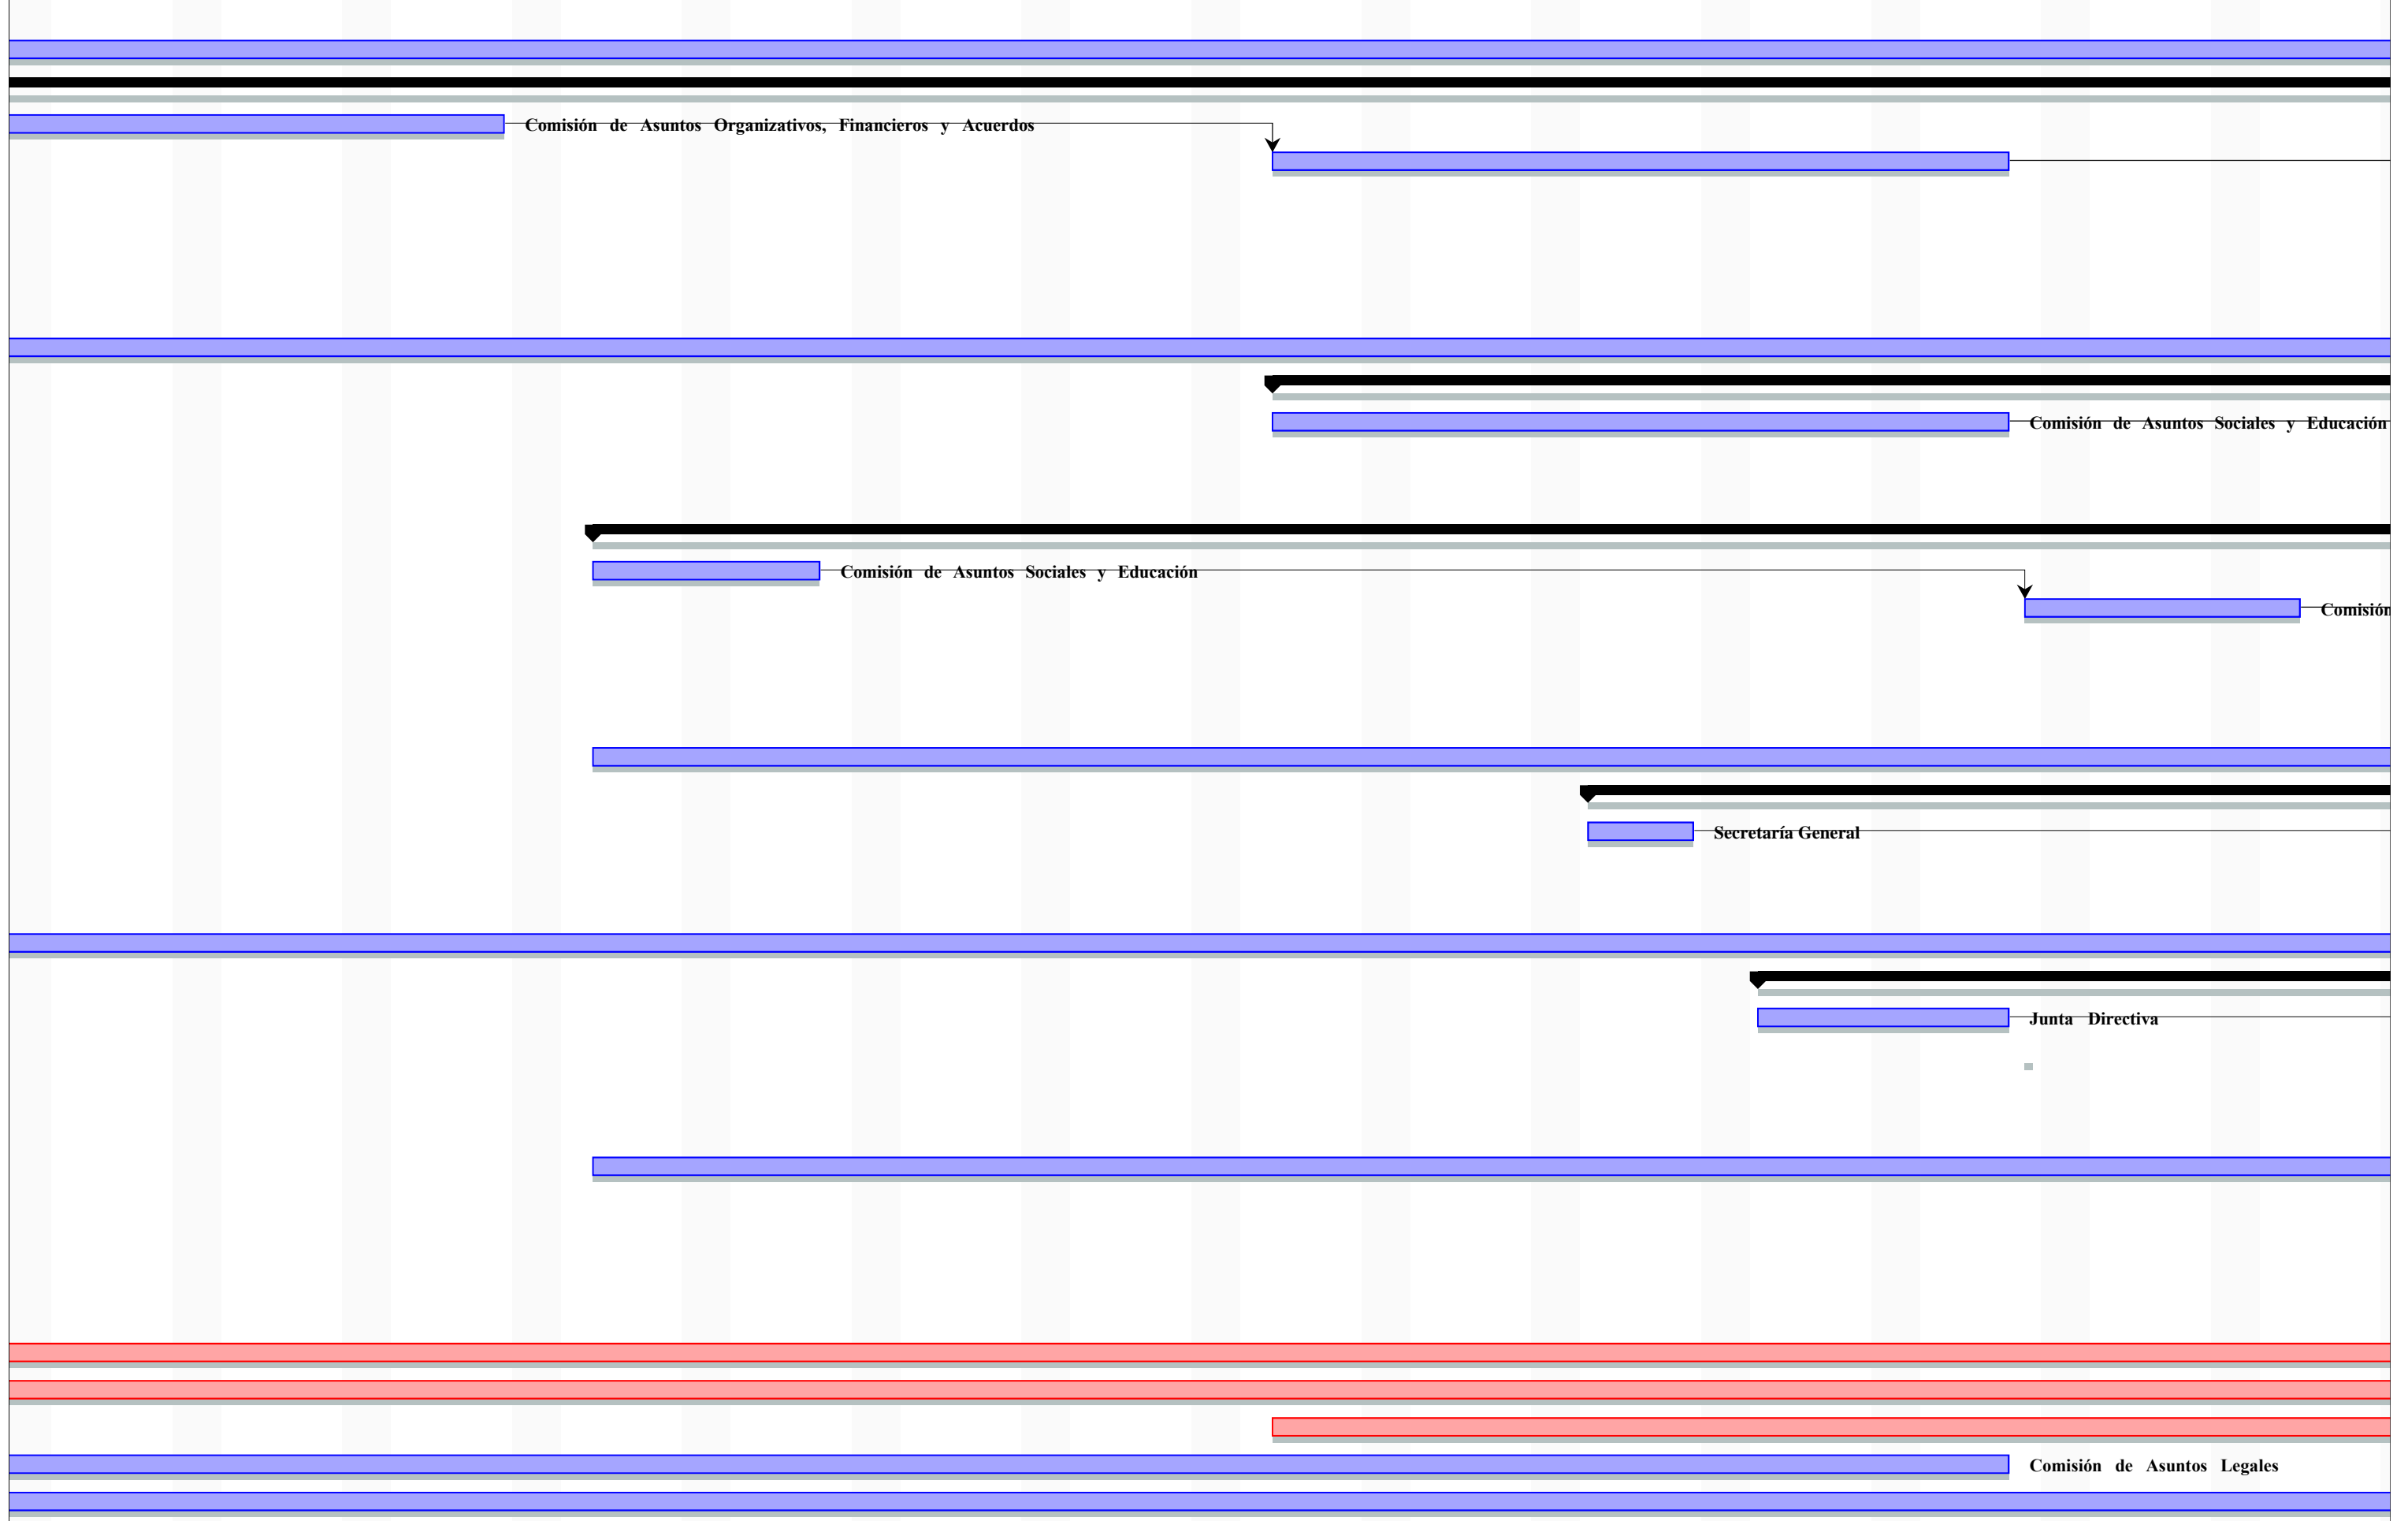 Comisión de Asuntos Organizativos, Financieros y Acuerdos
Comisión de Asuntos Sociales y Educación
Comisión de Asuntos Sociales y Educación
Comisión
Secretaría General
Junta Directiva
Comisión de Asuntos Legales